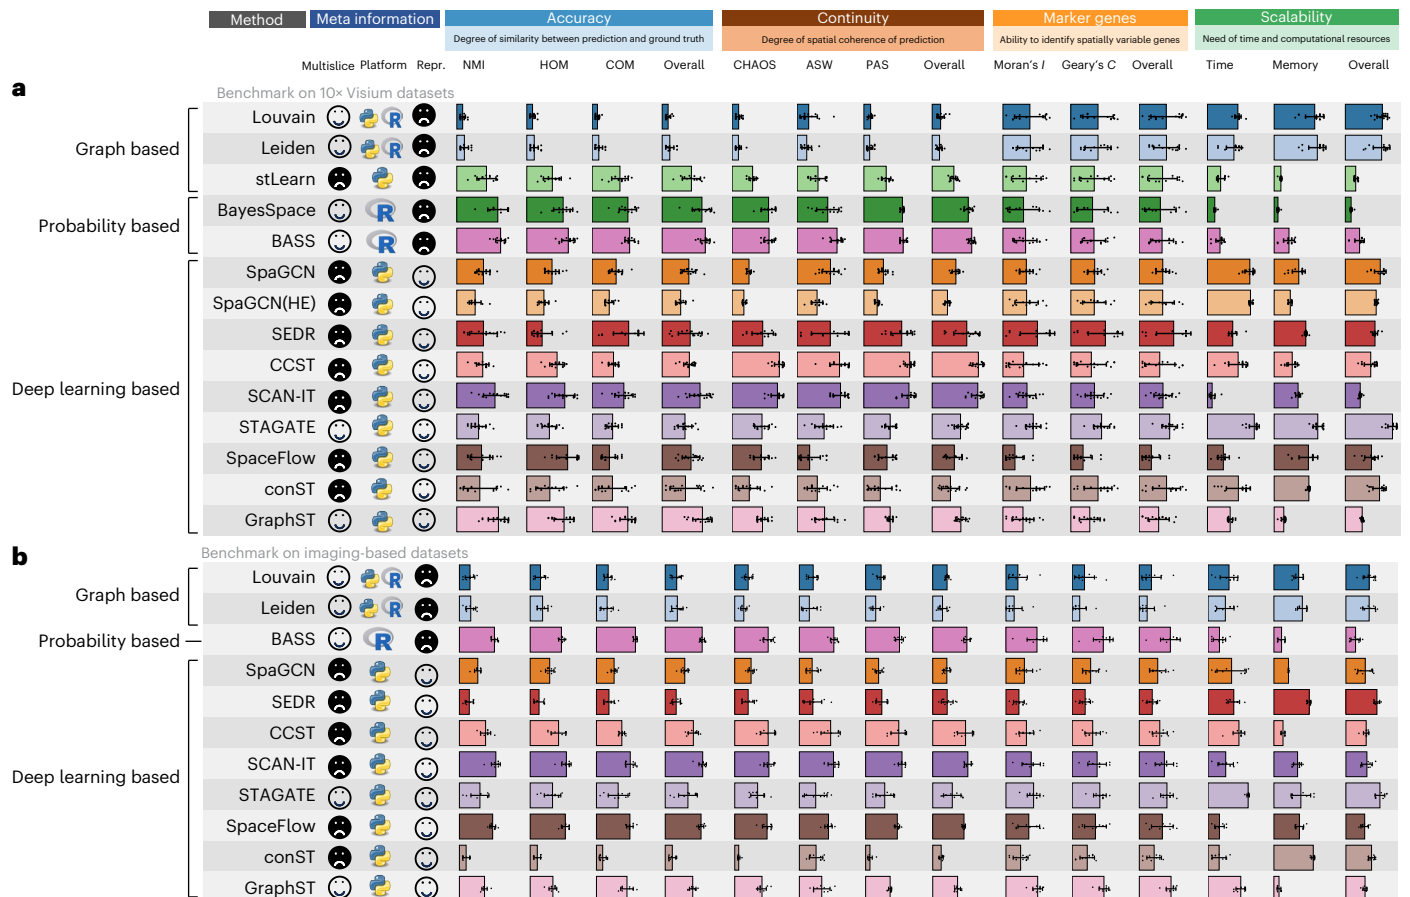 Method
Meta information
Accuracy
Continuity
Marker genes
Scalability
Degree of similarity between prediction and ground truth
Degree of spatial coherence of prediction
Ability to identify spatially variable genes
Need of time and computational resources
Multislice Platform Repr. NMI HOM COM Overall CHAOS ASW PAS Overall Moran's I Geary's C Overall Time Memory Overall
a
Benchmark on 10× Visium datasets
Graph based
Louvain R
Leiden R
stLearn
Probability based
BayesSpace R
BASS R
Deep learning based
SpaGCN
SpaGCN(HE)
SEDR
CCST
SCAN-IT
STAGATE
SpaceFlow
conST
GraphST
b
Benchmark on imaging-based datasets
Graph based
Louvain R
Leiden R
Probability based
BASS R
Deep learning based
SpaGCN
SEDR
CCST
SCAN-IT
STAGATE
SpaceFlow
conST
GraphST